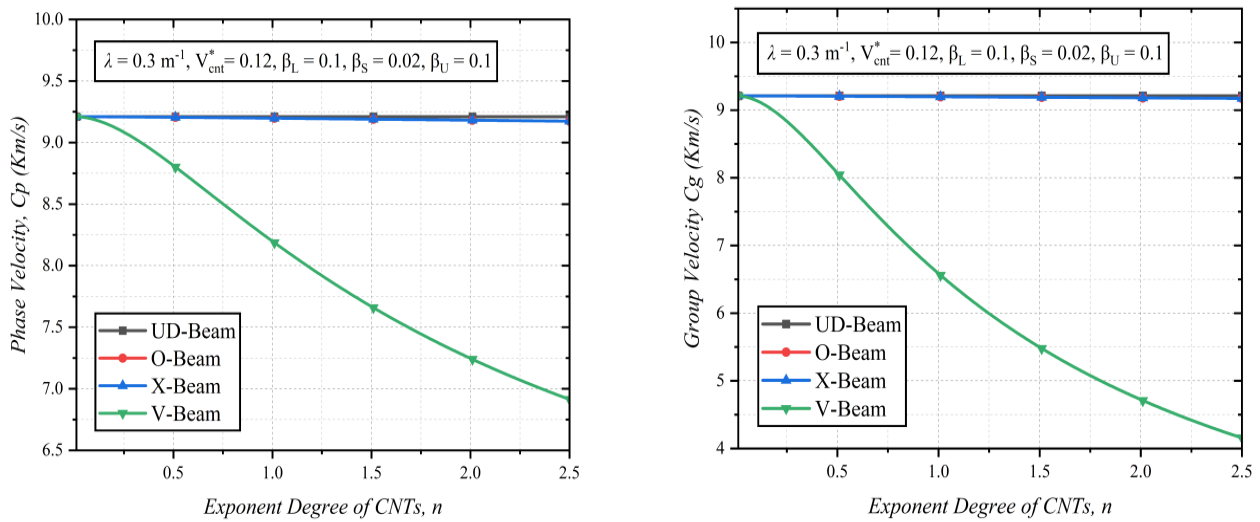 10.0
9.5
9.0
8.5
8.0
7.5
7.0
6.5
Phase Velocity, Cp (Km/s)
λ = 0.3 m⁻¹, V*cnt= 0.12, βL = 0.1, βS = 0.02, βU = 0.1
UD-Beam
O-Beam
X-Beam
V-Beam
0.5 1.0 1.5 2.0 2.5
Exponent Degree of CNTs, n
10
9
8
7
6
5
4
Group Velocity Cg (Km/s)
λ = 0.3 m⁻¹, V*cnt= 0.12, βL = 0.1, βS = 0.02, βU = 0.1
UD-Beam
O-Beam
X-Beam
V-Beam
0.5 1.0 1.5 2.0 2.5
Exponent Degree of CNTs, n